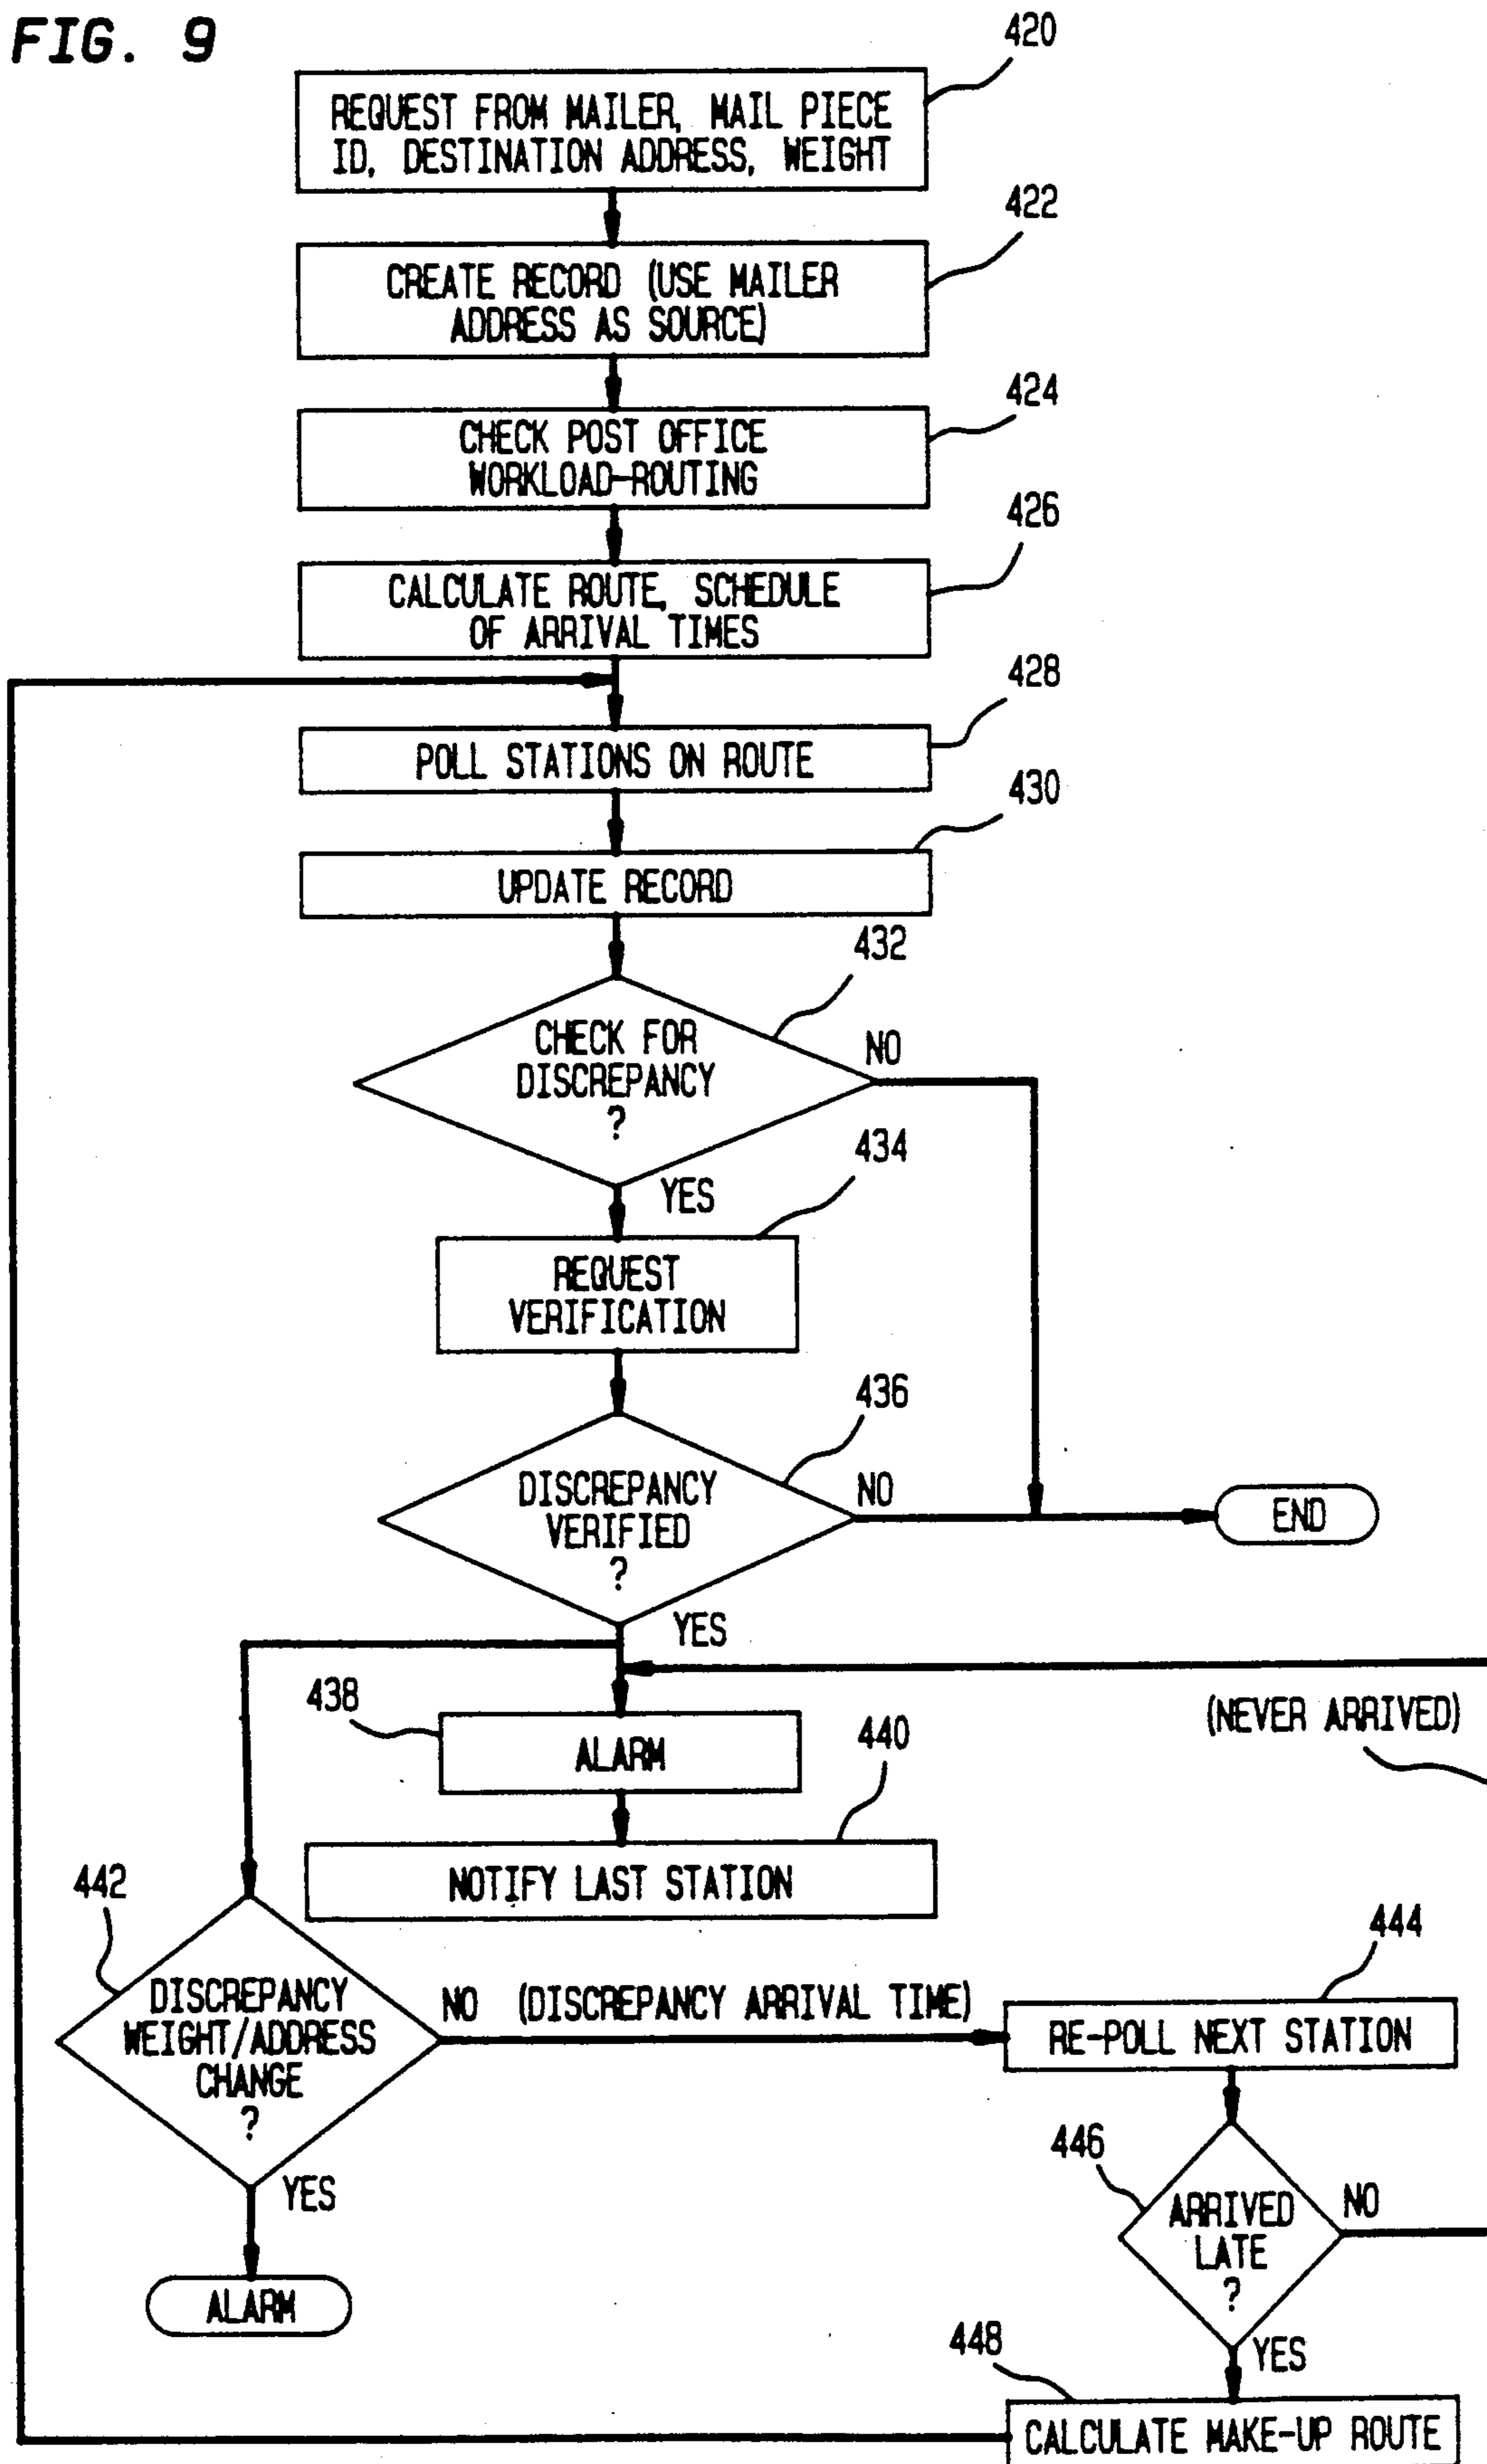 FIG. 9
420
REQUEST FROM MAILER, MAIL PIECE
ID, DESTINATION ADDRESS, WEIGHT
422
CREATE RECORD (USE MAILER
ADDRESS AS SOURCE)
424
CHECK POST OFFICE
WORKLOAD-ROUTING
426
CALCULATE ROUTE, SCHEDULE
OF ARRIVAL TIMES
428
POLL STATIONS ON ROUTE
430
UPDATE RECORD
432
CHECK FOR
DISCREPANCY
?
NO
YES
434
REQUEST
VERIFICATION
436
DISCREPANCY
VERIFIED
?
NO
END
YES
438
ALARM
(NEVER ARRIVED)
440
NOTIFY LAST STATION
442
DISCREPANCY
WEIGHT/ADDRESS
CHANGE
?
NO (DISCREPANCY ARRIVAL TIME)
444
RE-POLL NEXT STATION
YES
ALARM
446
ARRIVED
LATE
?
NO
YES
448
CALCULATE MAKE-UP ROUTE